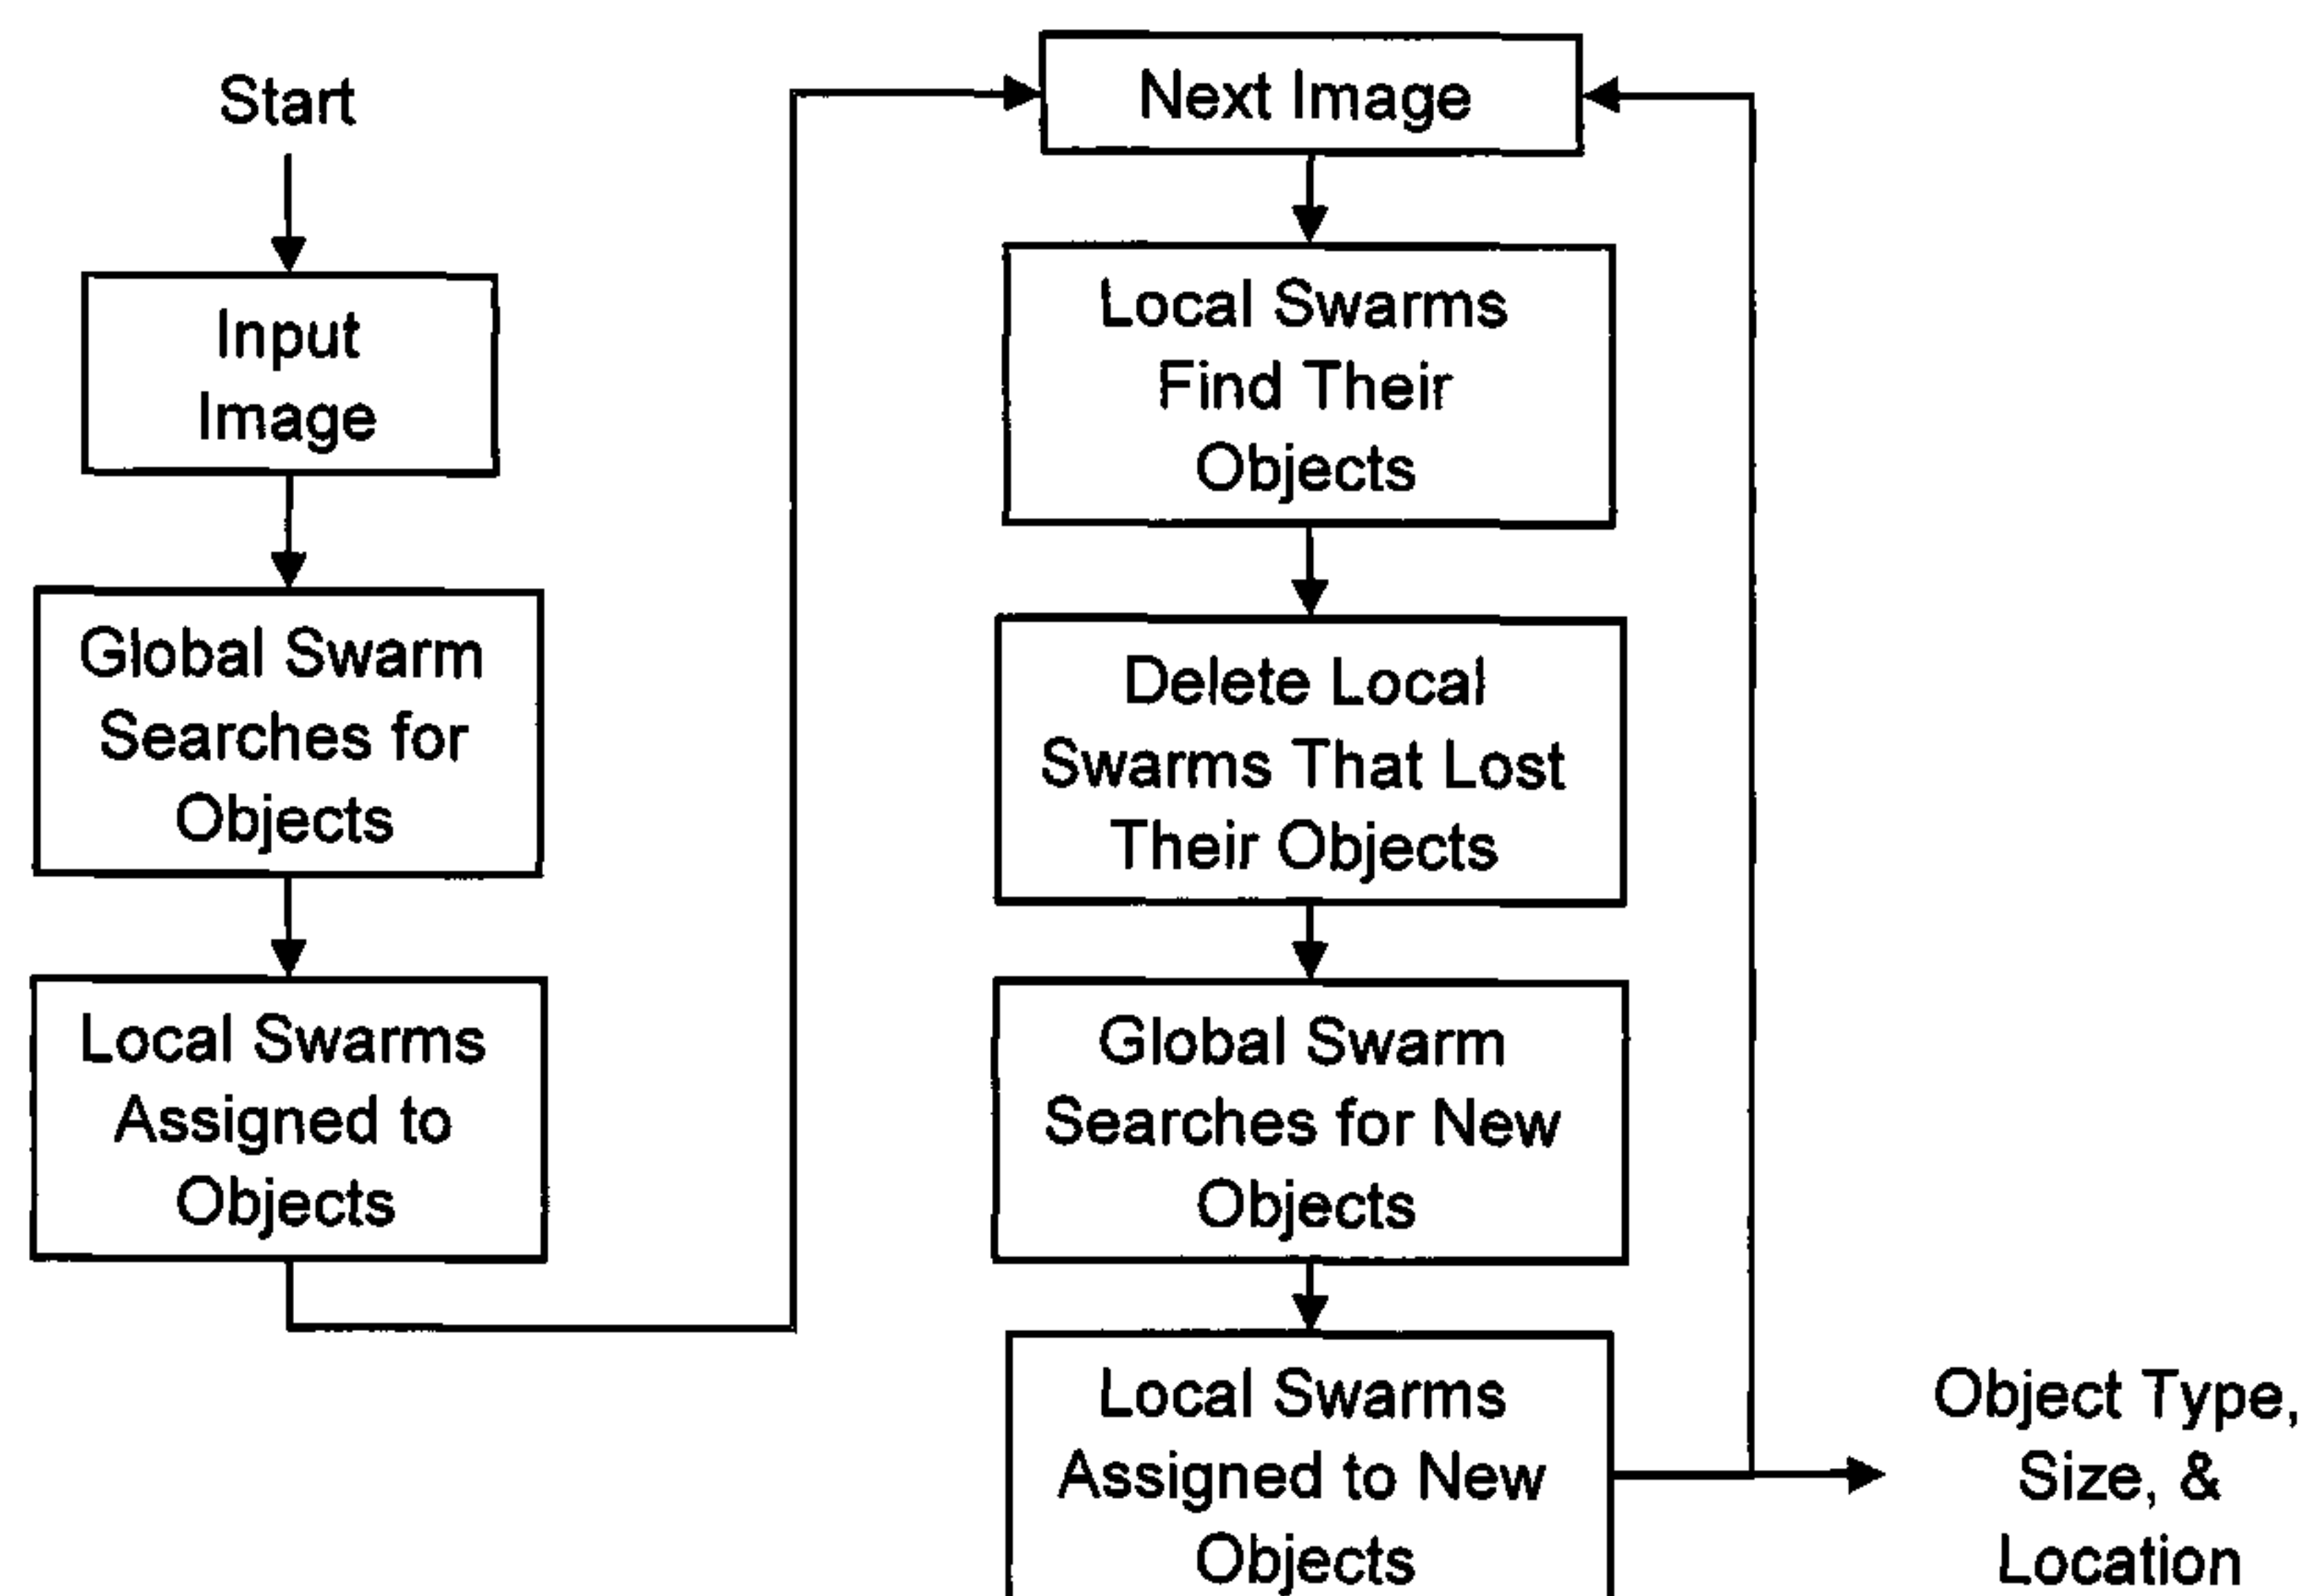 Start
Input
Image
Global Swarm
Searches for
Objects
Local Swarms
Assigned to
Objects
Next Image
Local Swarms
Find Their
Objects
Delete Local
Swarms That Lost
Their Objects
Global Swarm
Searches for New
Objects
Local Swarms
Assigned to New
Objects
Object Type,
Size, &
Location